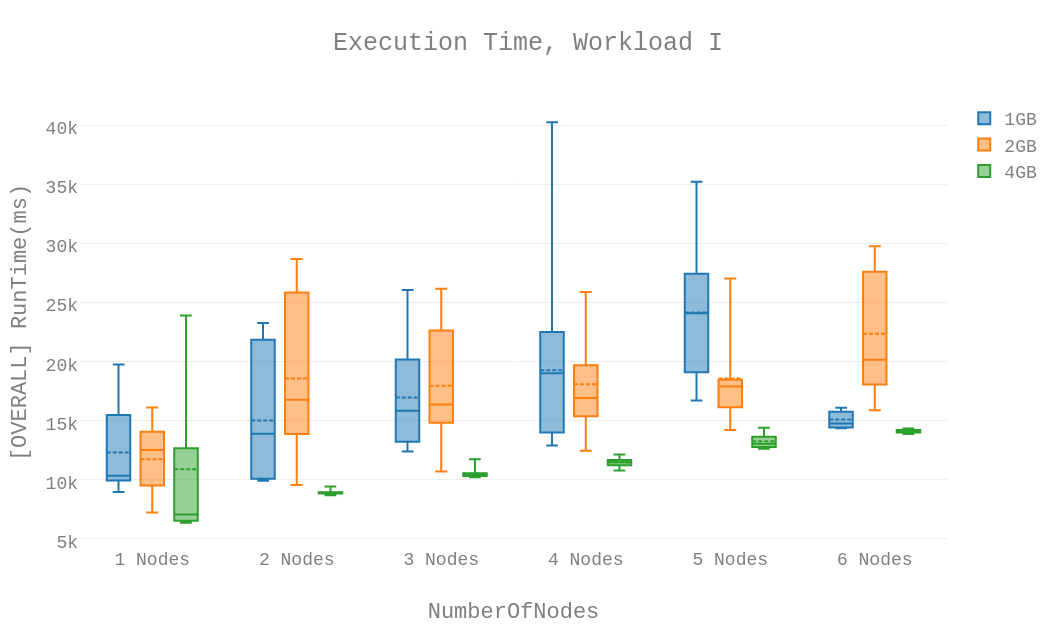 Execution Time, Workload I
1GB
2GB
4GB
[OVERALL] RunTime(ms)
40k
35k
30k
25k
20k
15k
10k
5k
1 Nodes
2 Nodes
3 Nodes
4 Nodes
5 Nodes
6 Nodes
NumberOfNodes